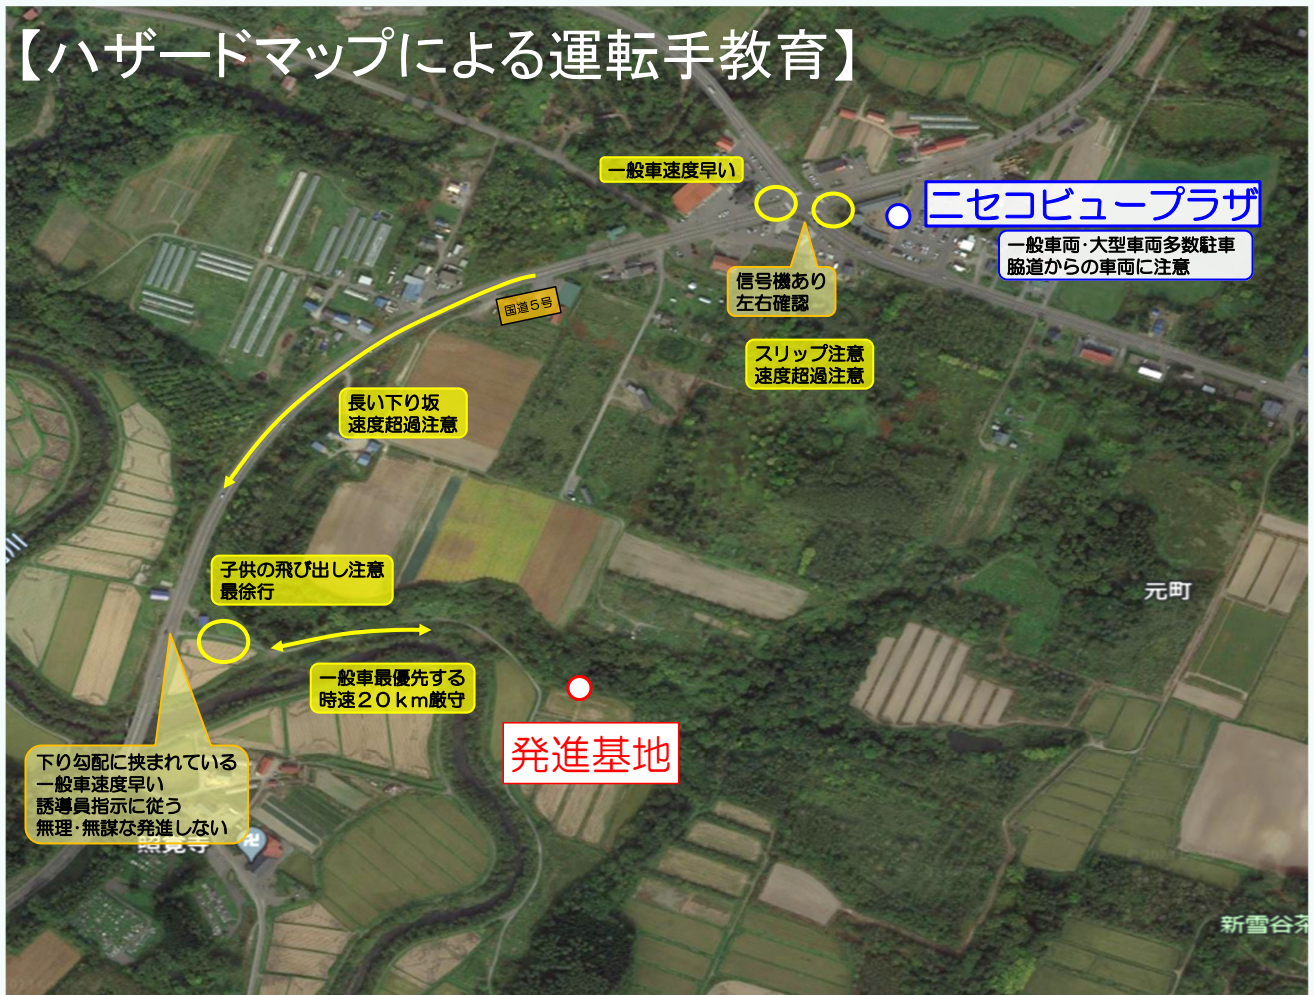 【ハザードマップによる運転手教育】
一般車速度早い
ニセコビュープラザ
一般車両･大型車両多数駐車
脇道からの車両に注意
信号機あり
左右確認
国道５号
スリップ注意
速度超過注意
長い下り坂
速度超過注意
子供の飛び出し注意
最徐行
元町
一般車最優先する
時速２０ｋｍ厳守
発進基地
下り勾配に挟まれている
一般車速度早い
誘導員指示に従う
無理･無謀な発進しない
照覚寺
卍
新雪谷茶